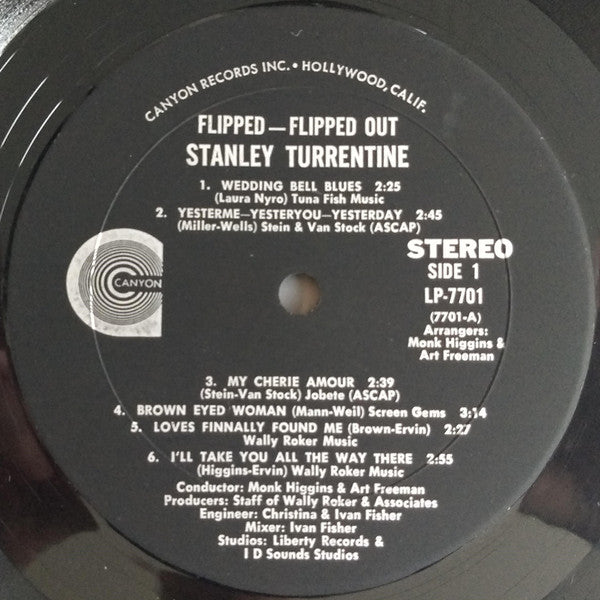 CANYON RECORDS INC. • HOLLYWOOD, CALIF.
FLIPPED — FLIPPED OUT
STANLEY TURRENTINE
1. WEDDING BELL BLUES 2:25
(Laura Nyro) Tuna Fish Music
2. YESTERME—YESTERYOU—YESTERDAY 2:45
(Miller-Wells) Stein & Van Stock (ASCAP)
CANYON
STEREO
SIDE 1
LP-7701
(7701-A)
Arrangers:
Monk Higgins &
Art Freeman
3. MY CHERIE AMOUR 2:39
(Stein-Van Stock) Jobete (ASCAP)
4. BROWN EYED WOMAN (Mann-Weil) Screen Gems 3:14
5. LOVES FINNALLY FOUND ME (Brown-Ervin) 2:27
Wally Roker Music
6. I'LL TAKE YOU ALL THE WAY THERE 2:55
(Higgins-Ervin) Wally Roker Music
Conductor: Monk Higgins & Art Freeman
Producers: Staff of Wally Roker & Associates
Engineer: Christina & Ivan Fisher
Mixer: Ivan Fisher
Studios: Liberty Records &
I D Sounds Studios